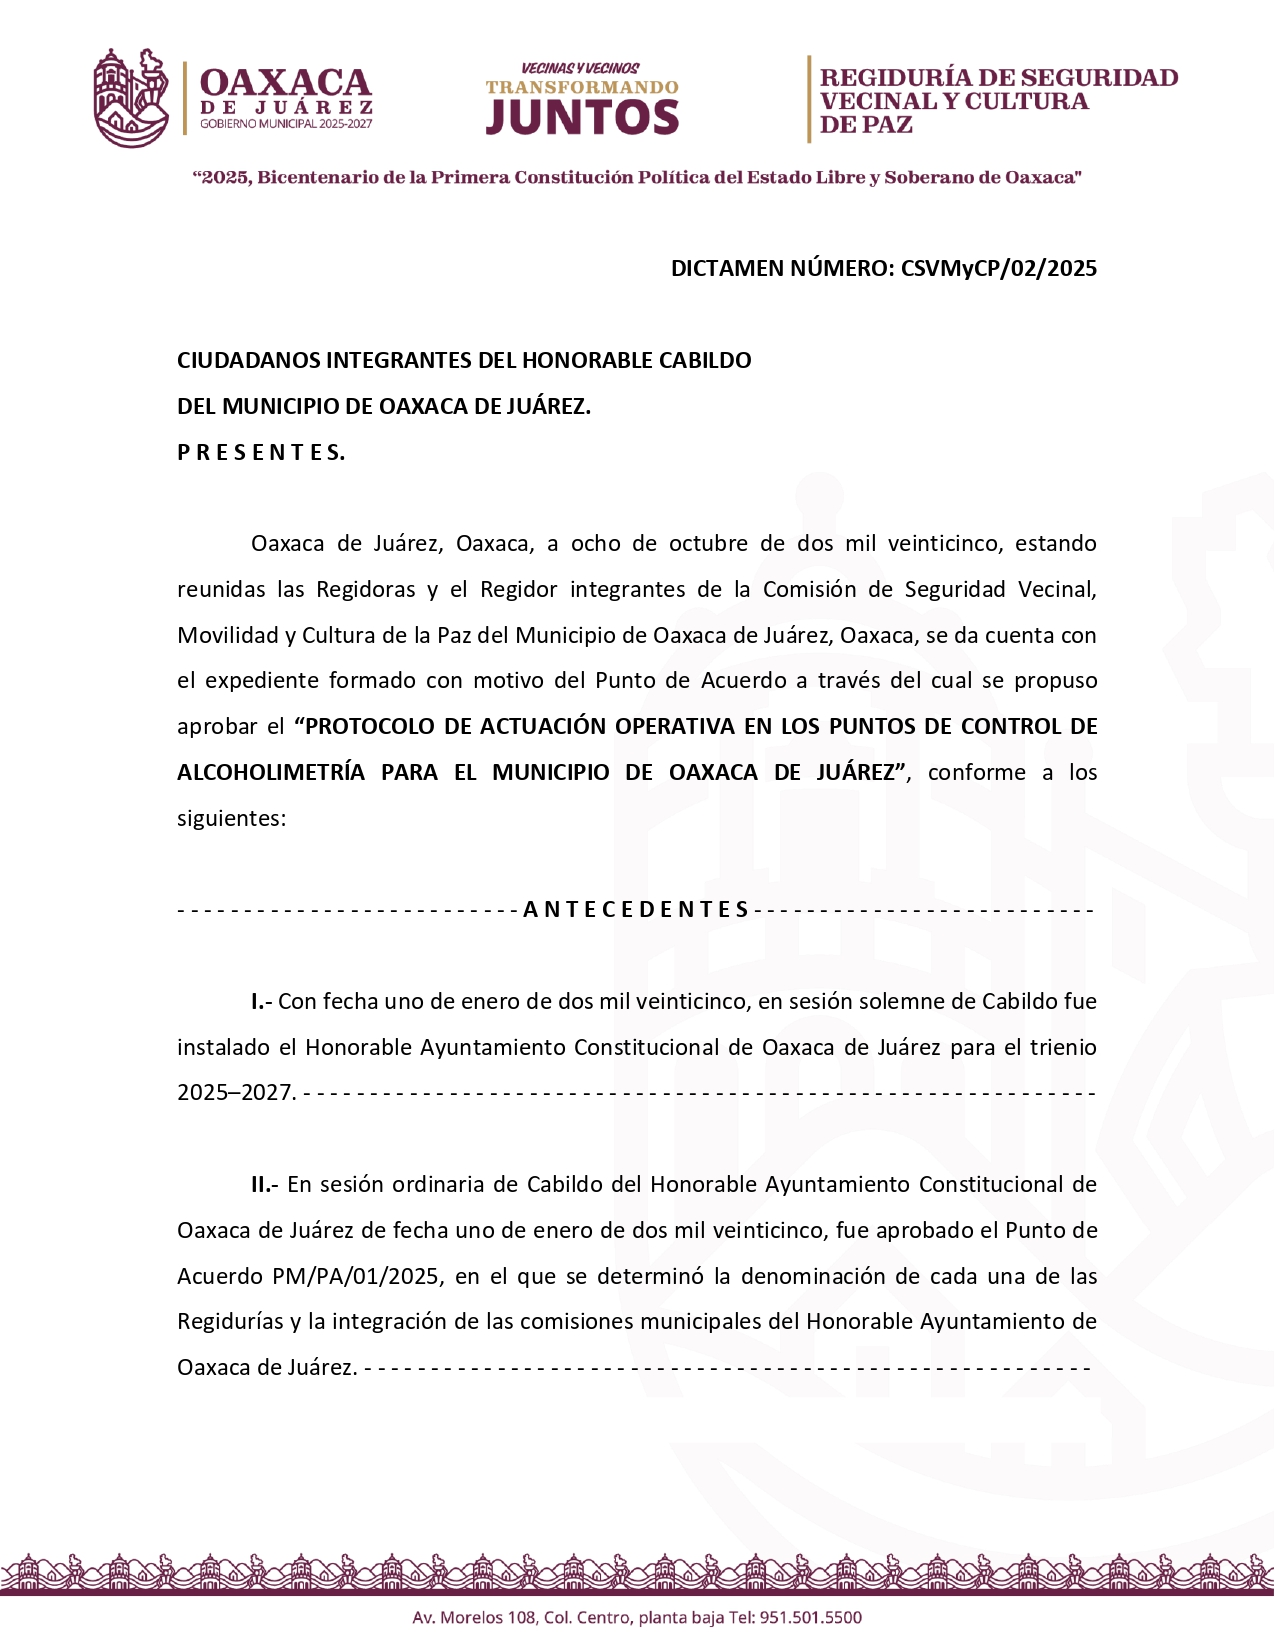 OAXACA
DE JUÁREZ
GOBIERNO MUNICIPAL 2025-2027
VECINAS Y VECINOS
TRANSFORMANDO
JUNTOS
REGIDURÍA DE SEGURIDAD
VECINAL Y CULTURA
DE PAZ
“2025, Bicentenario de la Primera Constitución Política del Estado Libre y Soberano de Oaxaca"
DICTAMEN NÚMERO: CSVMyCP/02/2025
CIUDADANOS INTEGRANTES DEL HONORABLE CABILDO
DEL MUNICIPIO DE OAXACA DE JUÁREZ.
P R E S E N T E S.
Oaxaca de Juárez, Oaxaca, a ocho de octubre de dos mil veinticinco, estando
reunidas las Regidoras y el Regidor integrantes de la Comisión de Seguridad Vecinal,
Movilidad y Cultura de la Paz del Municipio de Oaxaca de Juárez, Oaxaca, se da cuenta con
el expediente formado con motivo del Punto de Acuerdo a través del cual se propuso
aprobar el “PROTOCOLO DE ACTUACIÓN OPERATIVA EN LOS PUNTOS DE CONTROL DE
ALCOHOLIMETRÍA PARA EL MUNICIPIO DE OAXACA DE JUÁREZ”, conforme a los
siguientes:
- - - - - - - - - - - - - - - - - - - - - - - - - - A N T E C E D E N T E S - - - - - - - - - - - - - - - - - - - - - - - - - -
I.- Con fecha uno de enero de dos mil veinticinco, en sesión solemne de Cabildo fue
instalado el Honorable Ayuntamiento Constitucional de Oaxaca de Juárez para el trienio
2025–2027. - - - - - - - - - - - - - - - - - - - - - - - - - - - - - - - - - - - - - - - - - - - - - - - - - - - - - - - - - - - -
II.- En sesión ordinaria de Cabildo del Honorable Ayuntamiento Constitucional de
Oaxaca de Juárez de fecha uno de enero de dos mil veinticinco, fue aprobado el Punto de
Acuerdo PM/PA/01/2025, en el que se determinó la denominación de cada una de las
Regidurías y la integración de las comisiones municipales del Honorable Ayuntamiento de
Oaxaca de Juárez. - - - - - - - - - - - - - - - - - - - - - - - - - - - - - - - - - - - - - - - - - - - - - - - - - - - - - - -
Av. Morelos 108, Col. Centro, planta baja Tel: 951.501.5500